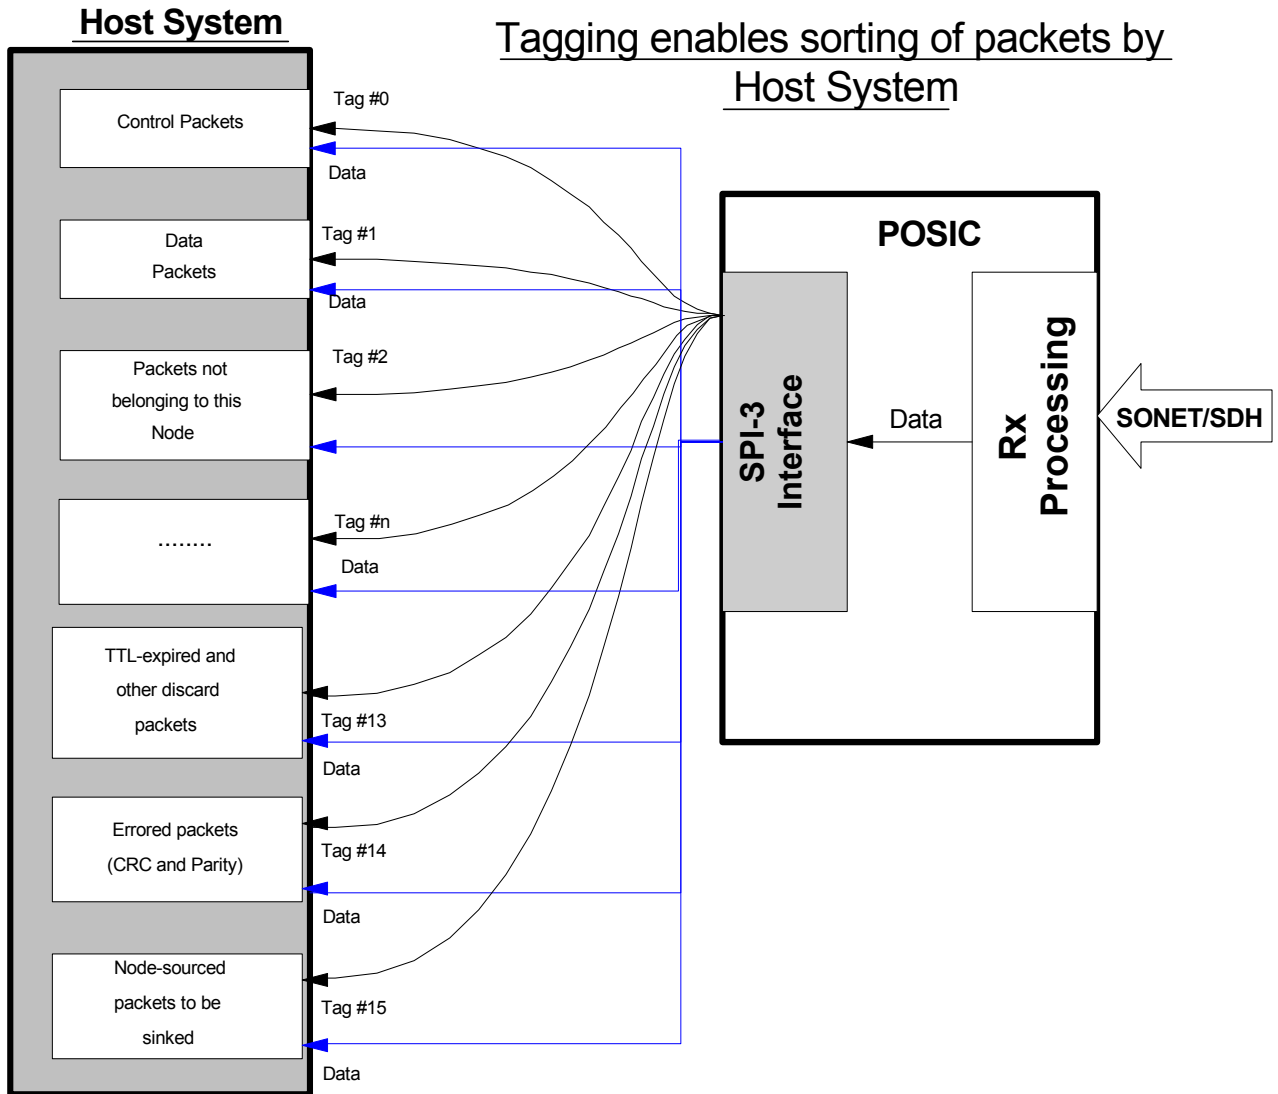 Host System
Tagging enables sorting of packets by
Host System
Control Packets
Tag #0
Data
Data
Packets
Tag #1
Data
Packets not
belonging to this
Node
Tag #2
........
Tag #n
Data
TTL-expired and
other discard
packets
Tag #13
Data
Errored packets
(CRC and Parity)
Tag #14
Data
Node-sourced
packets to be
sinked
Tag #15
Data
POSIC
SPI-3
Interface
Data
Rx
Processing
SONET/SDH